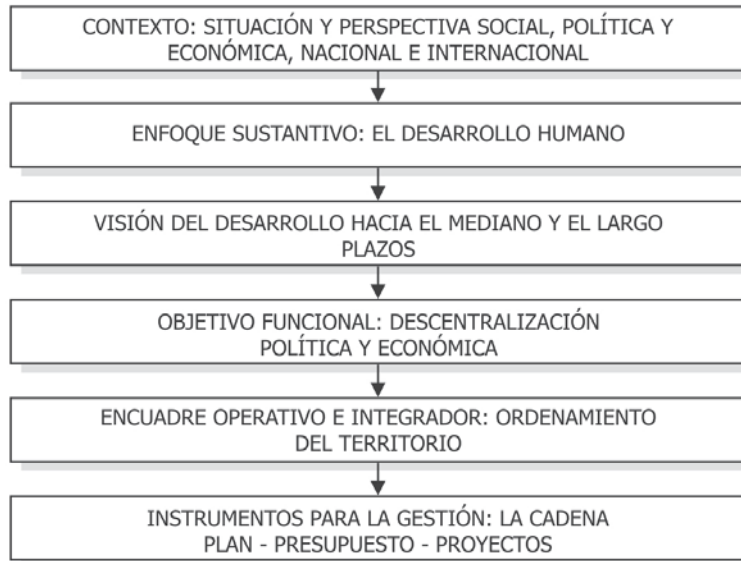 CONTEXTO: SITUACIÓN Y PERSPECTIVA SOCIAL, POLÍTICA Y
ECONÓMICA, NACIONAL E INTERNACIONAL
ENFOQUE SUSTANTIVO: EL DESARROLLO HUMANO
VISIÓN DEL DESARROLLO HACIA EL MEDIANO Y EL LARGO
PLAZOS
OBJETIVO FUNCIONAL: DESCENTRALIZACIÓN
POLÍTICA Y ECONÓMICA
ENCUADRE OPERATIVO E INTEGRADOR: ORDENAMIENTO
DEL TERRITORIO
INSTRUMENTOS PARA LA GESTIÓN: LA CADENA
PLAN - PRESUPUESTO - PROYECTOS